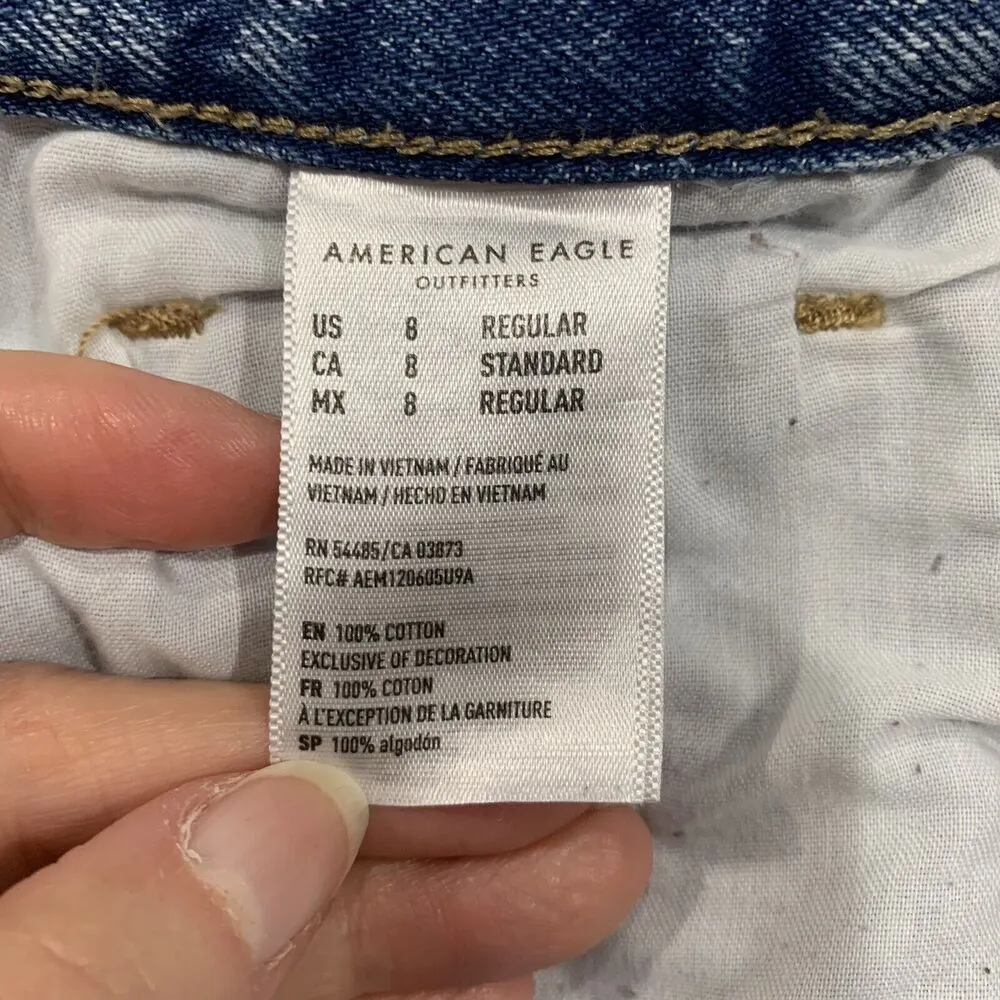 AMERICAN EAGLE
OUTFITTERS
US 8 REGULAR
CA 8 STANDARD
MX 8 REGULAR
MADE IN VIETNAM / FABRIQUÉ AU
VIETNAM / HECHO EN VIETNAM
RN 54485/CA 03873
RFC# AEM120605U9A
EN 100% COTTON
EXCLUSIVE OF DECORATION
FR 100% COTON
À L'EXCEPTION DE LA GARNITURE
SP 100% algodón